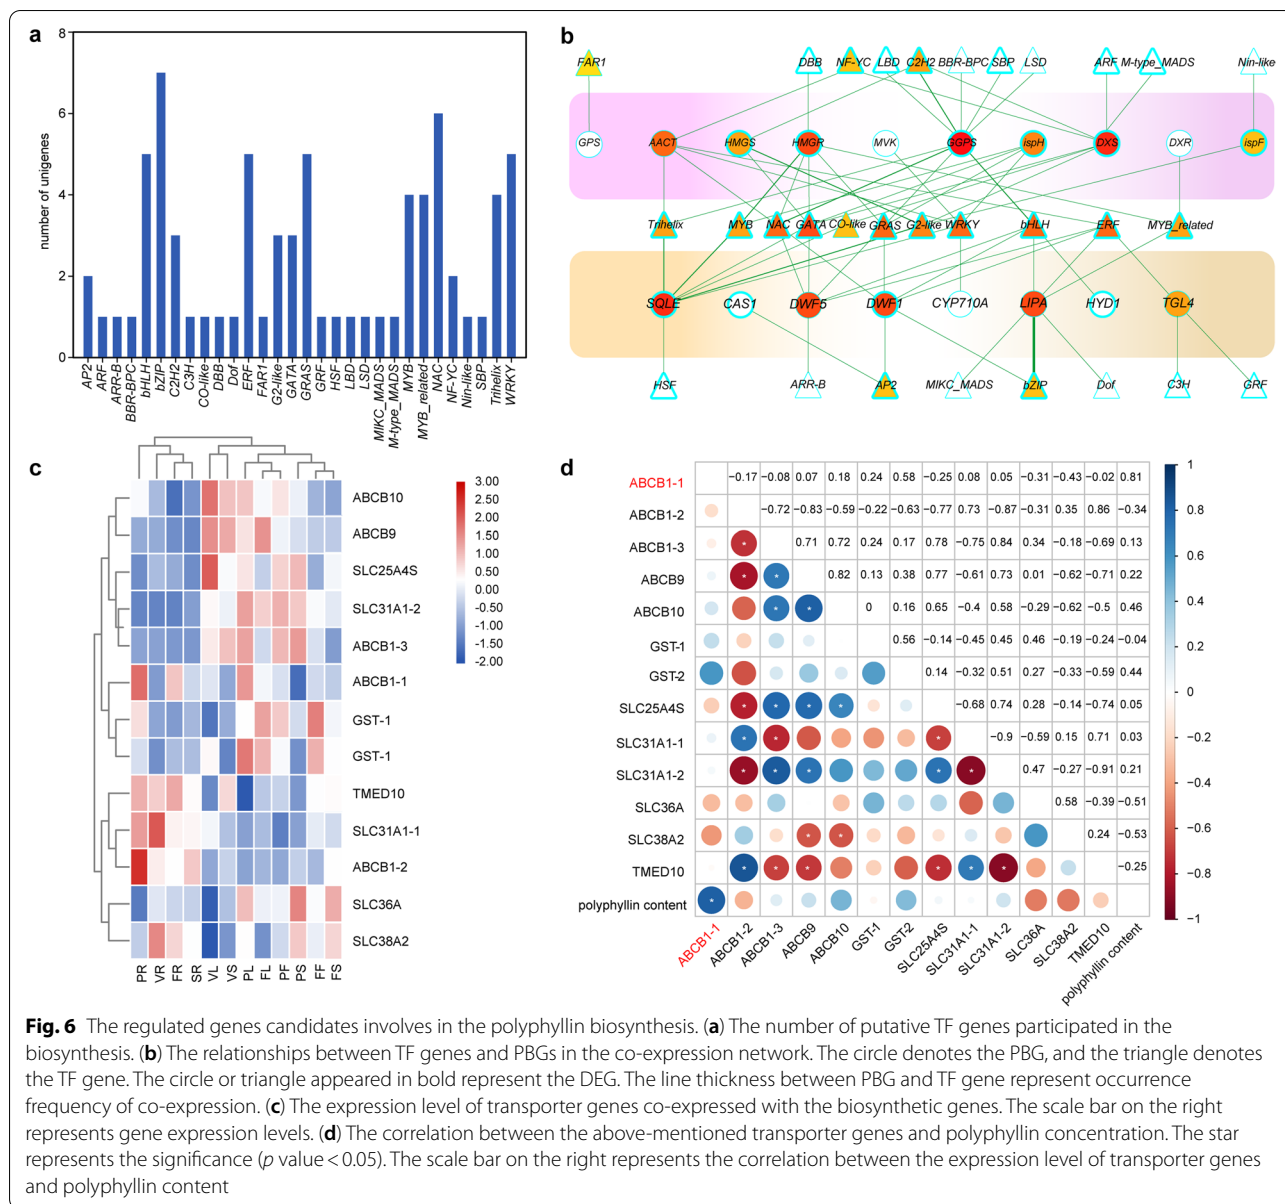 a
number of unigenes
8
6
4
2
0
AP2
ARF
ARR-B
BBR-BPC
bHLH
bZIP
C2H2
C3H
CO-like
DBB
Dof
ERF
FAR1
G2-like
GATA
GRAS
GRF
HSF
LBD
LSD
MIKC_MADS
M-type_MADS
MYB
MYB_related
NAC
NF-YC
Nin-like
SBP
Trihelix
WRKY
b
FAR1 DBB NF-YC LBD C2H2 BBR-BPC SBP LSD ARF M-type_MADS Nin-like
GPS AACT HMGS HMGR MVK GGPS ispH DXS DXR ispF
Trihelix MYB NAC GATA CO-like GRAS G2-like WRKY bHLH ERF MYB_related
SQLE CAS1 DWF5 DWF1 CYP710A LIPA HYD1 TGL4
HSF ARR-B AP2 MIKC_MADS bZIP Dof C3H GRF
c
ABCB10
ABCB9
SLC25A4S
SLC31A1-2
ABCB1-3
ABCB1-1
GST-1
GST-1
TMED10
SLC31A1-1
ABCB1-2
SLC36A
SLC38A2
PR VR FR SR VL VS PL FL PF PS FF FS
3.00
2.50
2.00
1.50
1.00
0.50
0.00
-0.50
-1.00
-1.50
-2.00
d
ABCB1-1 −0.17 −0.08 0.07 0.18 0.24 0.58 −0.25 0.08 0.05 −0.31 −0.43 −0.02 0.81
ABCB1-2 −0.72 −0.83 −0.59 −0.22 −0.63 −0.77 0.73 −0.87 −0.31 0.35 0.86 −0.34
ABCB1-3 * 0.71 0.72 0.24 0.17 0.78 −0.75 0.84 0.34 −0.18 −0.69 0.13
ABCB9 * * 0.82 0.13 0.38 0.77 −0.61 0.73 0.01 −0.62 −0.71 0.22
ABCB10 * * 0 0.16 0.65 −0.4 0.58 −0.29 −0.62 −0.5 0.46
GST-1 0.56 −0.14 −0.45 0.45 0.46 −0.19 −0.24 −0.04
GST-2 0.14 −0.32 0.51 0.27 −0.33 −0.59 0.44
SLC25A4S * * * * −0.68 0.74 0.28 −0.14 −0.74 0.05
SLC31A1-1 * * * −0.9 −0.59 0.15 0.71 0.03
SLC31A1-2 * * * * * 0.47 −0.27 −0.91 0.21
SLC36A 0.58 −0.39 −0.51
SLC38A2 * * 0.24 −0.53
TMED10 * * * * * * −0.25
polyphyllin content *
ABCB1-1
ABCB1-2
ABCB1-3
ABCB9
ABCB10
GST-1
GST-2
SLC25A4S
SLC31A1-1
SLC31A1-2
SLC36A
SLC38A2
TMED10
polyphyllin content
1
0.8
0.6
0.4
0.2
0
−0.2
−0.4
−0.6
−0.8
−1
Fig. 6 The regulated genes candidates involves in the polyphyllin biosynthesis. (a) The number of putative TF genes participated in the
biosynthesis. (b) The relationships between TF genes and PBGs in the co-expression network. The circle denotes the PBG, and the triangle denotes
the TF gene. The circle or triangle appeared in bold represent the DEG. The line thickness between PBG and TF gene represent occurrence
frequency of co-expression. (c) The expression level of transporter genes co-expressed with the biosynthetic genes. The scale bar on the right
represents gene expression levels. (d) The correlation between the above-mentioned transporter genes and polyphyllin concentration. The star
represents the significance (p value < 0.05). The scale bar on the right represents the correlation between the expression level of transporter genes
and polyphyllin content